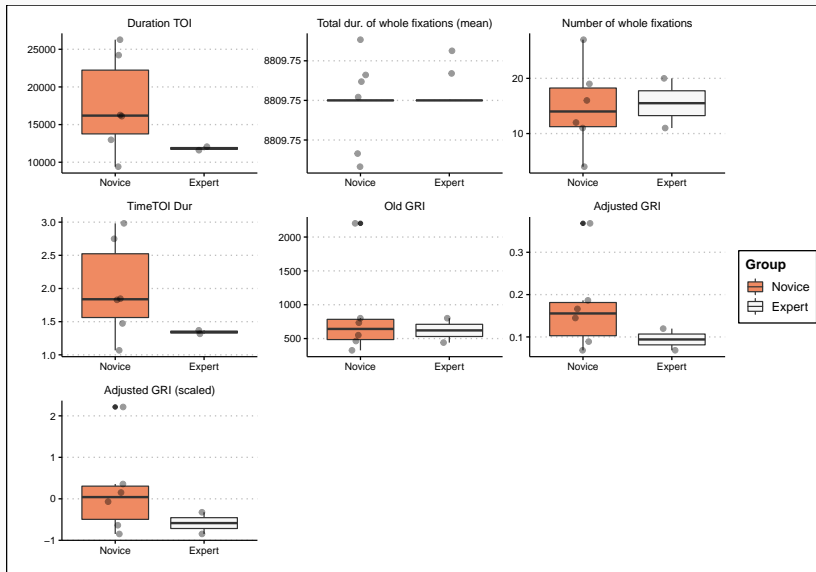 Duration TOI
25000
20000
15000
10000
Novice
Expert
Total dur. of whole fixations (mean)
8809.75
8809.75
8809.75
Novice
Expert
Number of whole fixations
20
10
Novice
Expert
TimeTOI Dur
3.0
2.5
2.0
1.5
1.0
Novice
Expert
Old GRI
2000
1500
1000
500
Novice
Expert
Adjusted GRI
0.3
0.2
0.1
Novice
Expert
Group
Novice
Expert
Adjusted GRI (scaled)
2
1
0
−1
Novice
Expert